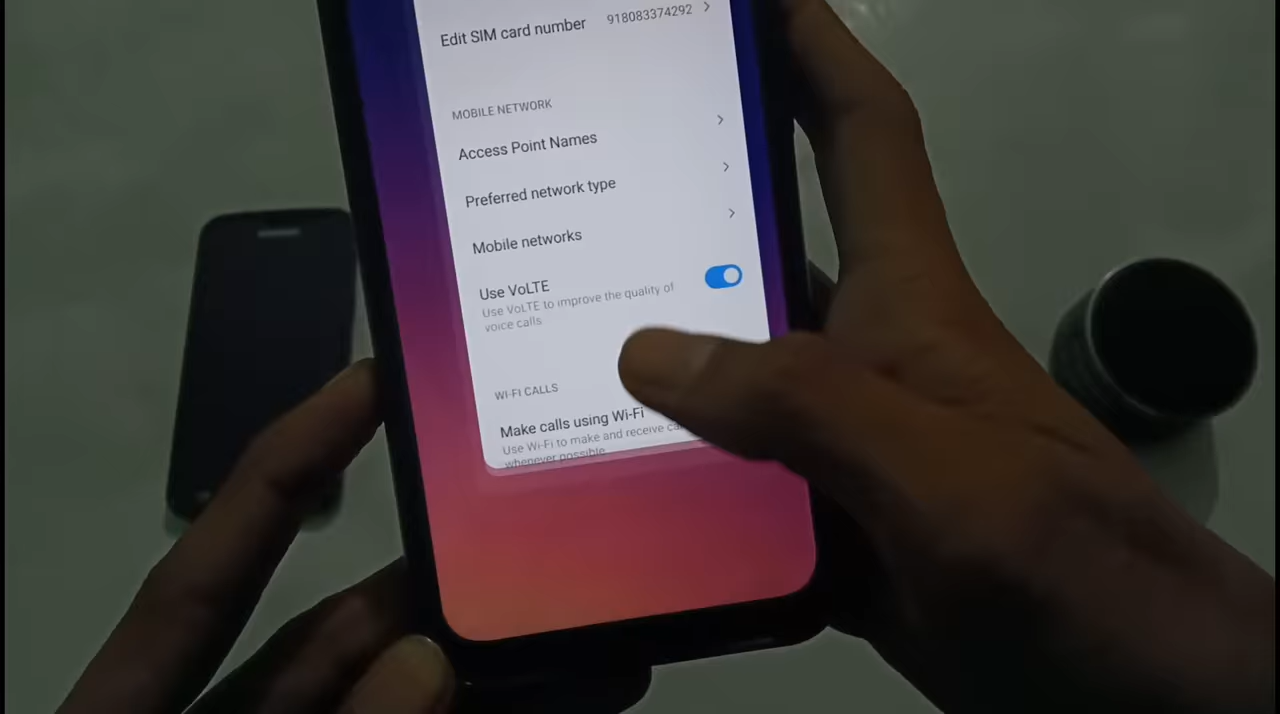 Edit SIM card number 918083374292
MOBILE NETWORK
Access Point Names
Preferred network type
Mobile networks
Use VoLTE
Use VoLTE to improve the quality of
voice calls
WI-FI CALLS
Make calls using Wi-Fi
Use Wi-Fi to make and receive
whenever possible